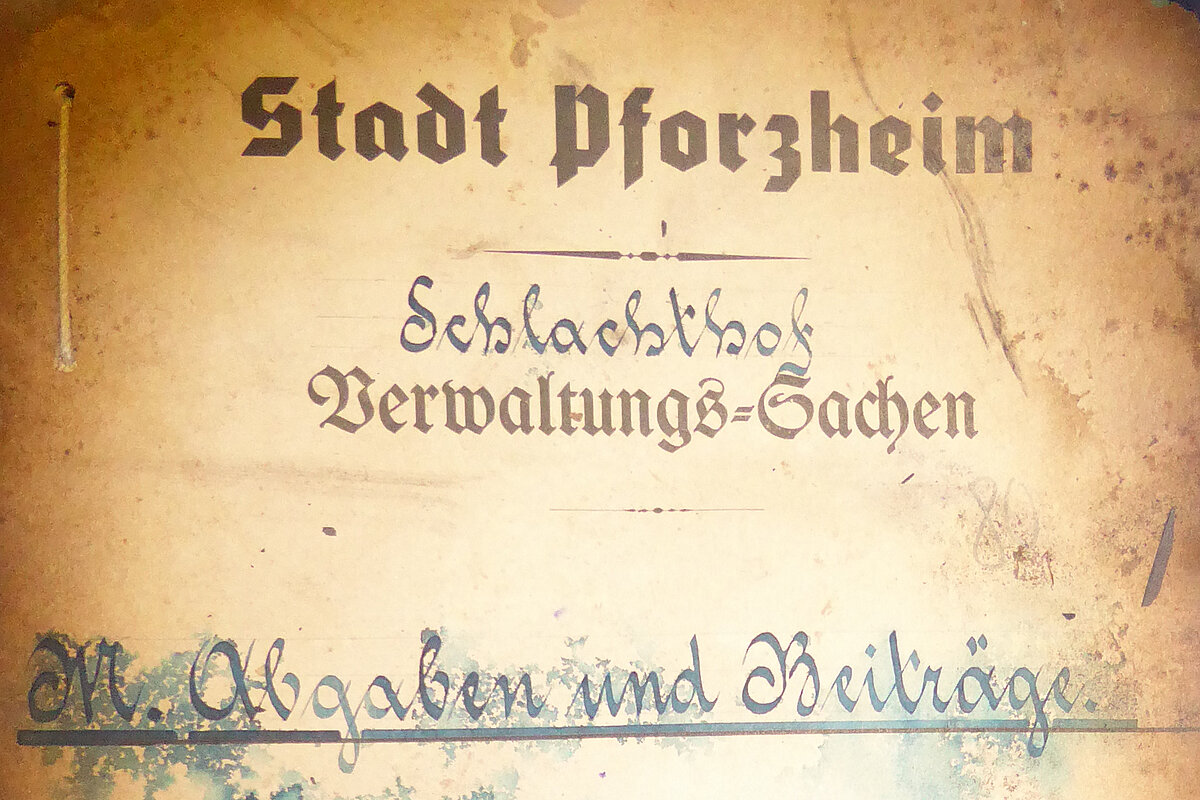 Stadt Pforzheim
Schlachthof
Verwaltungs=Sachen
M. Abgaben und Beiträge.